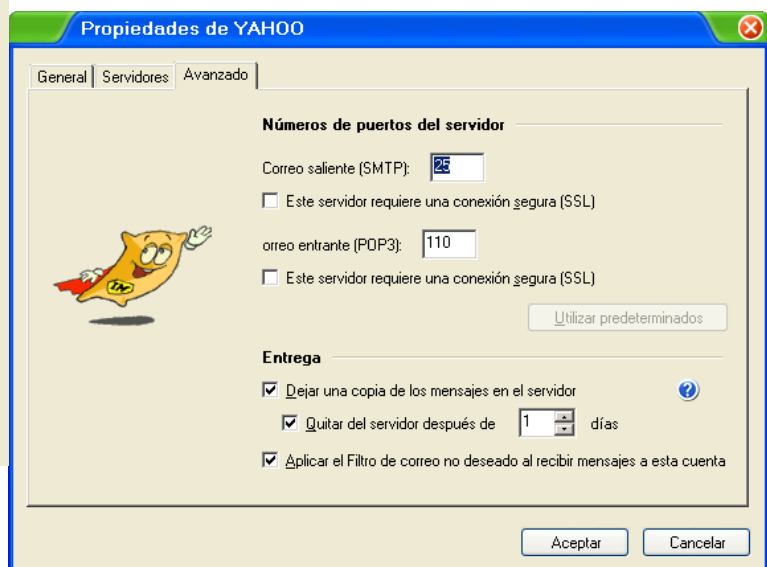 Propiedades de YAHOO
General Servidores Avanzado
Números de puertos del servidor
Correo saliente (SMTP): 25
Este servidor requiere una conexión segura (SSL)
orreo entrante (POP3): 110
Este servidor requiere una conexión segura (SSL)
Utilizar predeterminados
Entrega
Dejar una copia de los mensajes en el servidor ?
Quitar del servidor después de 1 días
Aplicar el Filtro de correo no deseado al recibir mensajes a esta cuenta
IM
Aceptar Cancelar